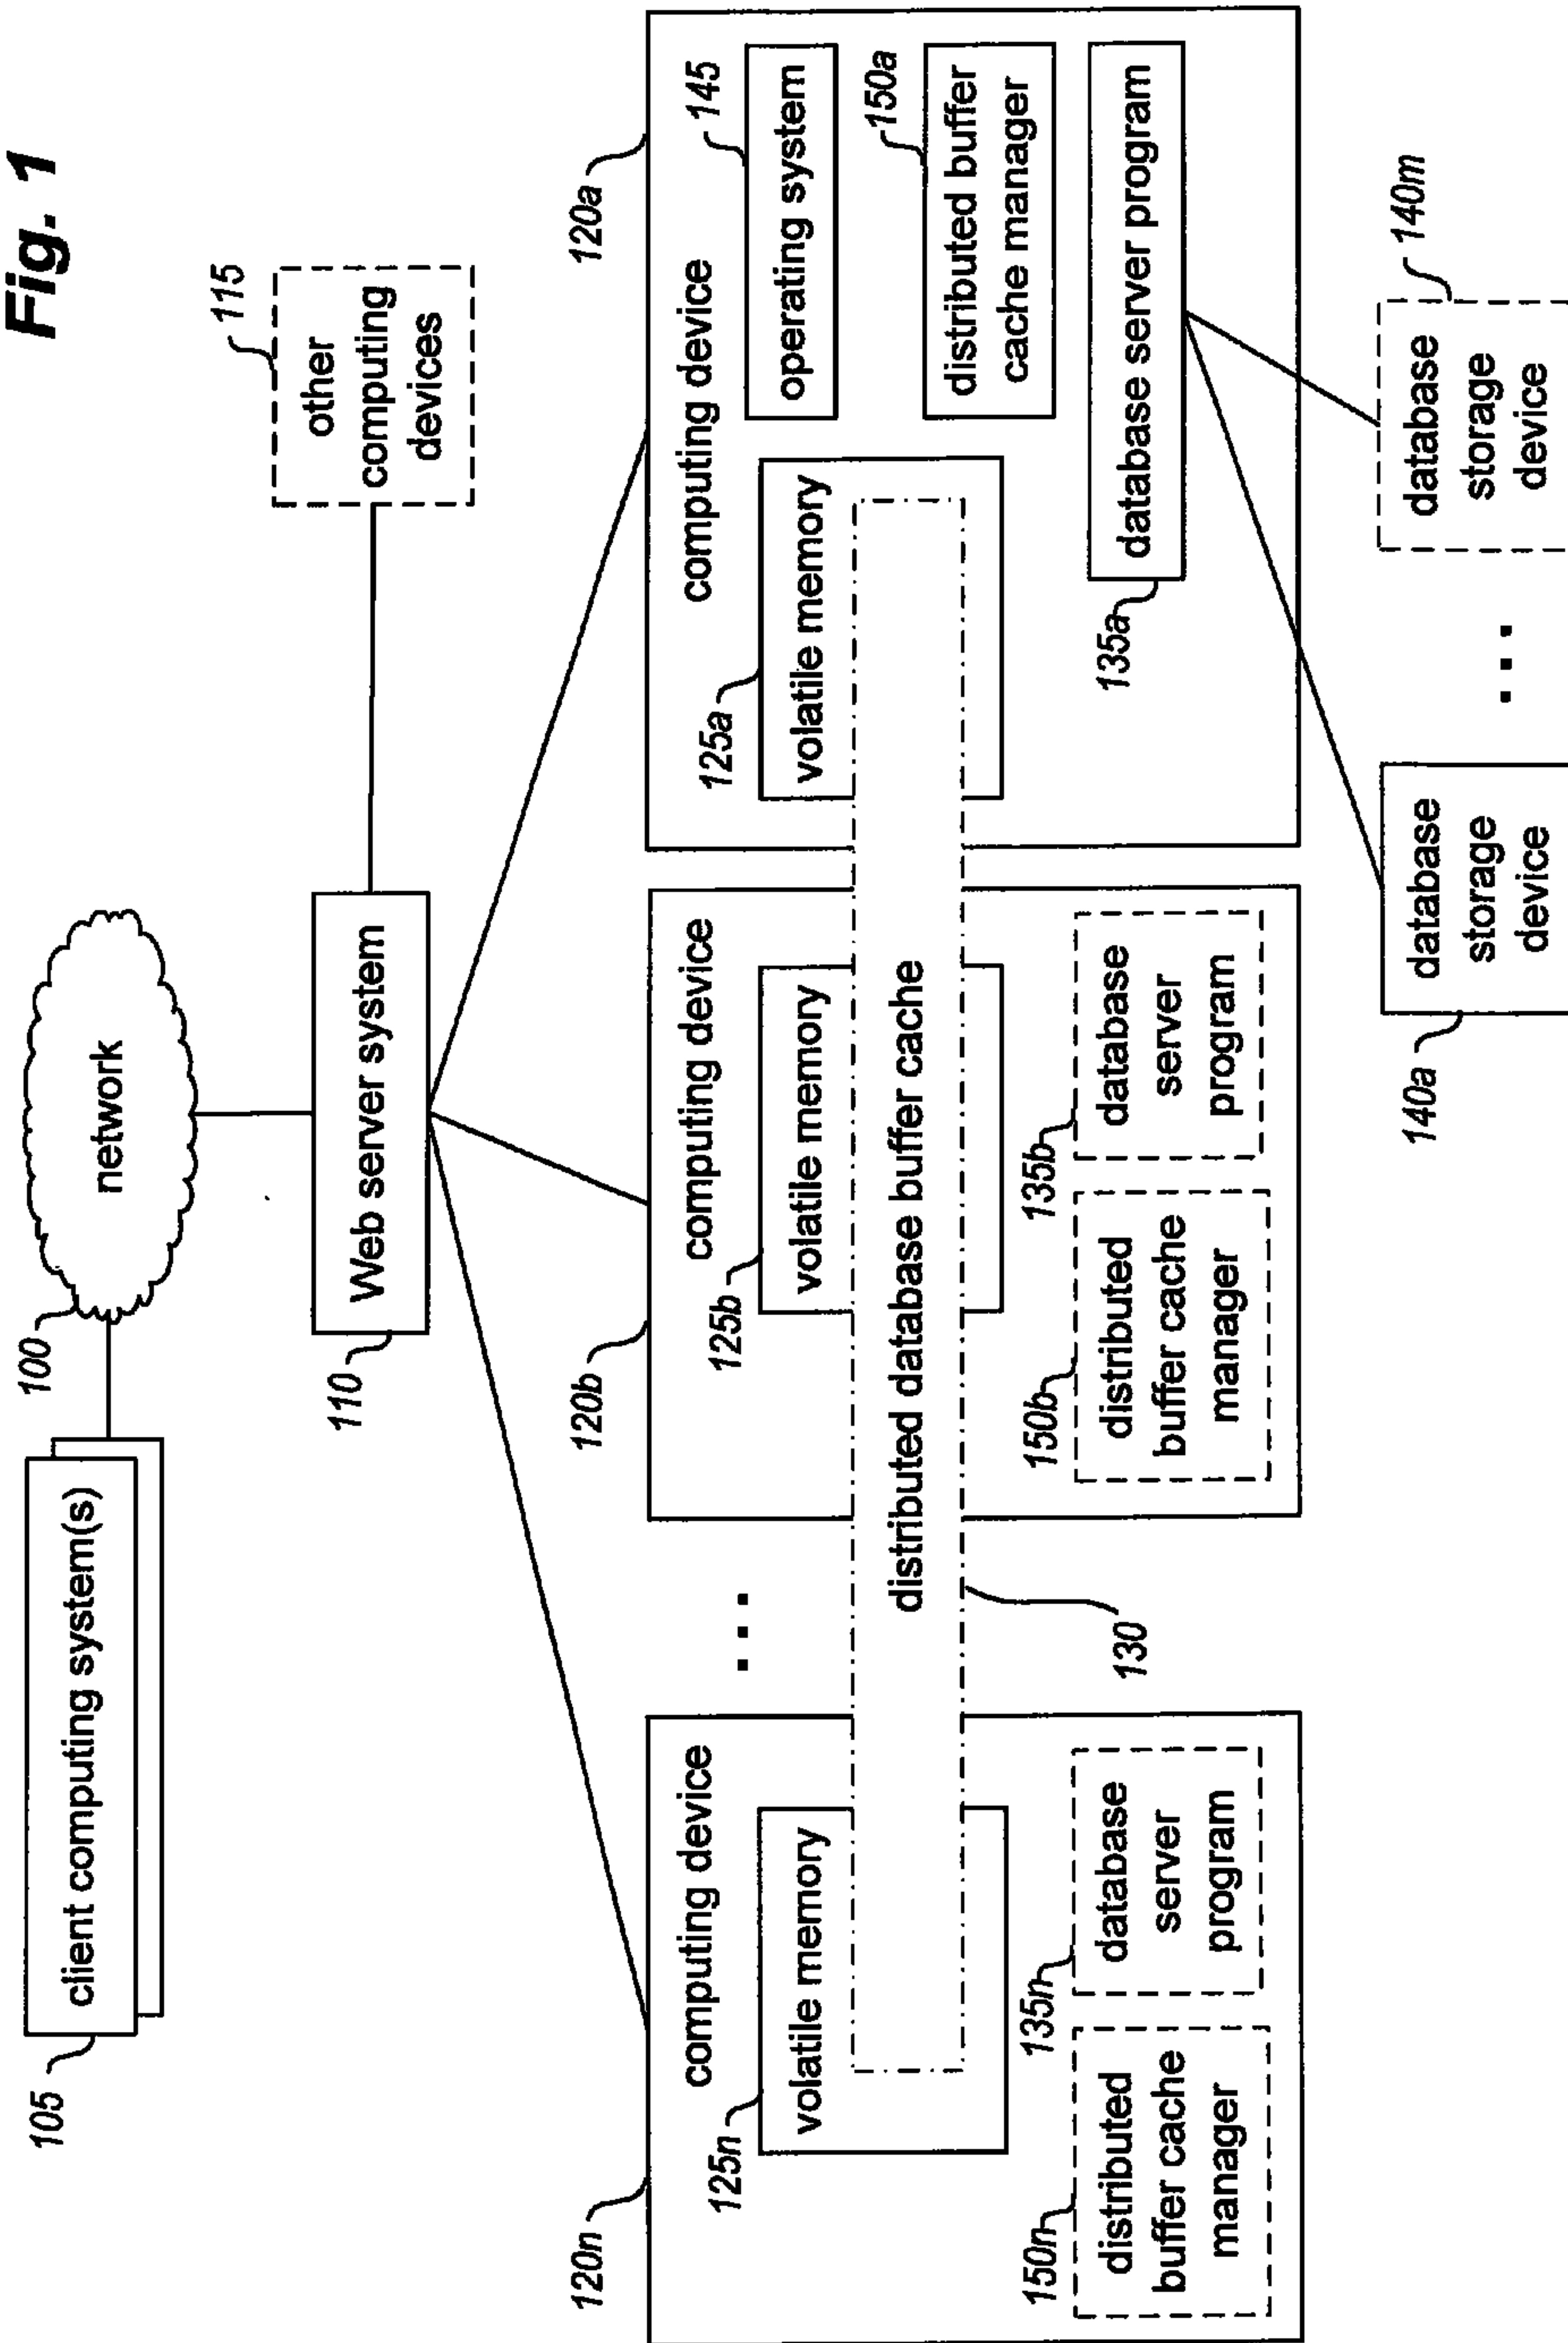 Fig. 1
100
network
105
client computing system(s)
110
Web server system
115
other
computing
devices
120n
computing device
125n
volatile memory
150n
distributed
buffer cache
manager
135n
database
server
program
...
120b
computing device
125b
volatile memory
150b
distributed
buffer cache
manager
135b
database
server
program
130
distributed database buffer cache
120a
computing device
125a
volatile memory
145
operating system
150a
distributed buffer
cache manager
135a
database server program
140a
database
storage
device
...
140m
database
storage
device